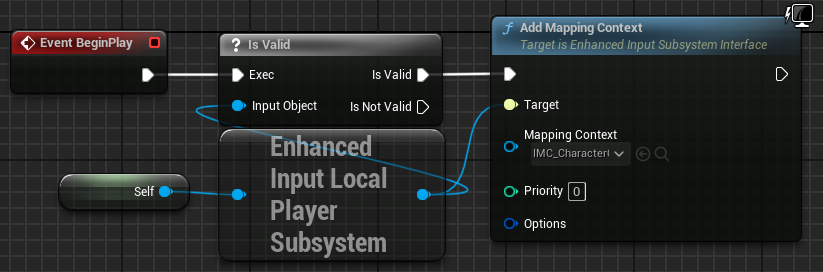 Event BeginPlay
? Is Valid
Exec
Is Valid
Input Object
Is Not Valid
Enhanced
Input Local
Player
Subsystem
Self
f Add Mapping Context
Target is Enhanced Input Subsystem Interface
Target
Mapping Context
IMC_Character
Priority 0
Options